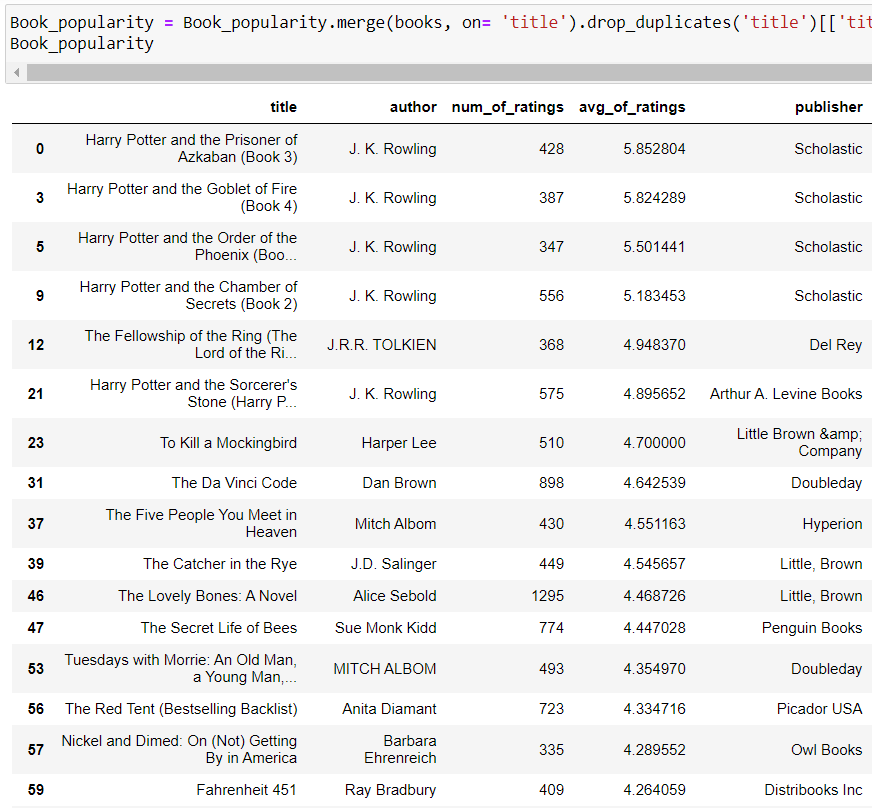 Book_popularity = Book_popularity.merge(books, on= 'title').drop_duplicates('title')[['tit
Book_popularity
title author num_of_ratings avg_of_ratings publisher
0 Harry Potter and the Prisoner of Azkaban (Book 3) J. K. Rowling 428 5.852804 Scholastic
3 Harry Potter and the Goblet of Fire (Book 4) J. K. Rowling 387 5.824289 Scholastic
5 Harry Potter and the Order of the Phoenix (Boo... J. K. Rowling 347 5.501441 Scholastic
9 Harry Potter and the Chamber of Secrets (Book 2) J. K. Rowling 556 5.183453 Scholastic
12 The Fellowship of the Ring (The Lord of the Ri... J.R.R. TOLKIEN 368 4.948370 Del Rey
21 Harry Potter and the Sorcerer's Stone (Harry P... J. K. Rowling 575 4.895652 Arthur A. Levine Books
23 To Kill a Mockingbird Harper Lee 510 4.700000 Little Brown &amp; Company
31 The Da Vinci Code Dan Brown 898 4.642539 Doubleday
37 The Five People You Meet in Heaven Mitch Albom 430 4.551163 Hyperion
39 The Catcher in the Rye J.D. Salinger 449 4.545657 Little, Brown
46 The Lovely Bones: A Novel Alice Sebold 1295 4.468726 Little, Brown
47 The Secret Life of Bees Sue Monk Kidd 774 4.447028 Penguin Books
53 Tuesdays with Morrie: An Old Man, a Young Man,... MITCH ALBOM 493 4.354970 Doubleday
56 The Red Tent (Bestselling Backlist) Anita Diamant 723 4.334716 Picador USA
57 Nickel and Dimed: On (Not) Getting By in America Barbara Ehrenreich 335 4.289552 Owl Books
59 Fahrenheit 451 Ray Bradbury 409 4.264059 Distribooks Inc